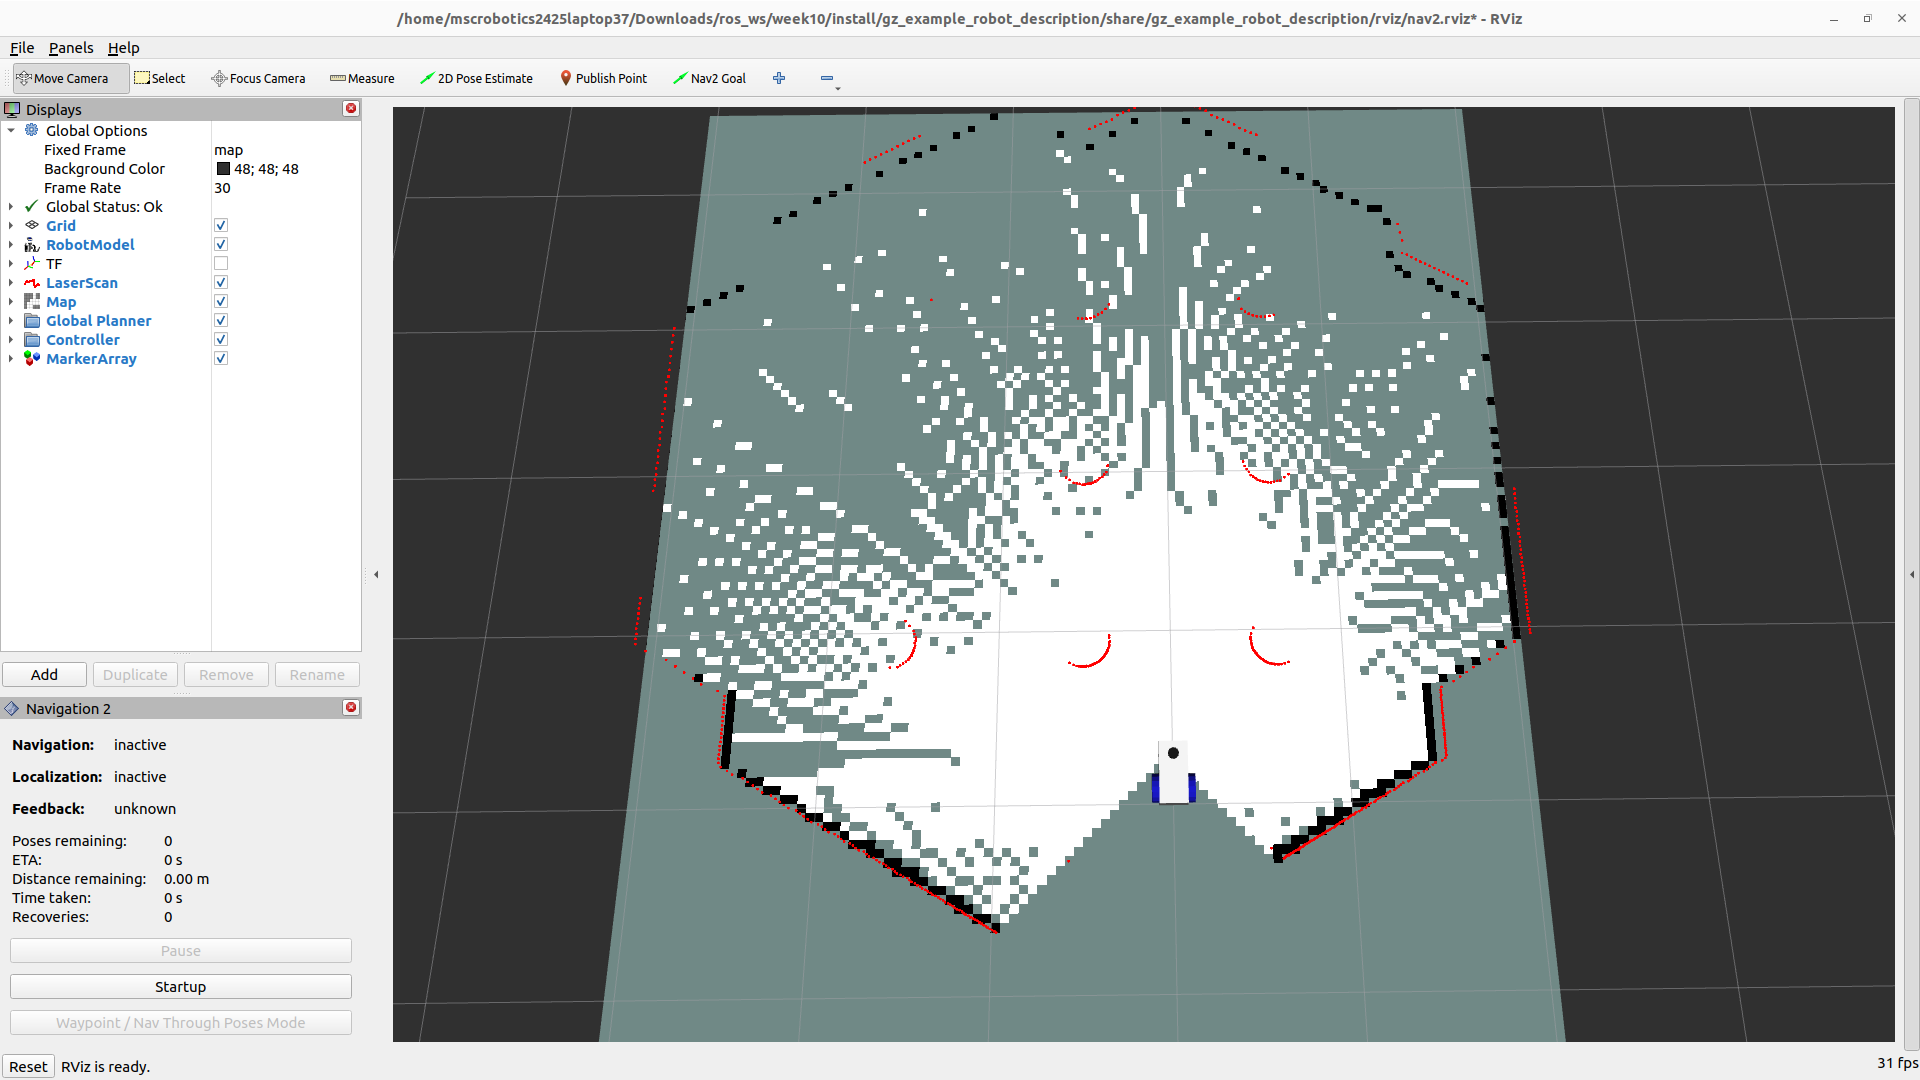 /home/mscrobotics2425laptop37/Downloads/ros_ws/week10/install/gz_example_robot_description/share/gz_example_robot_description/rviz/nav2.rviz* - RViz
File Panels Help
Move Camera Select Focus Camera Measure 2D Pose Estimate Publish Point Nav2 Goal
Displays
Global Options
Fixed Frame map
Background Color 48; 48; 48
Frame Rate 30
Global Status: Ok
Grid
RobotModel
TF
LaserScan
Map
Global Planner
Controller
MarkerArray
Add Duplicate Remove Rename
Navigation 2
Navigation: inactive
Localization: inactive
Feedback: unknown
Poses remaining: 0
ETA: 0 s
Distance remaining: 0.00 m
Time taken: 0 s
Recoveries: 0
Pause
Startup
Waypoint / Nav Through Poses Mode
Reset RViz is ready. 31 fps